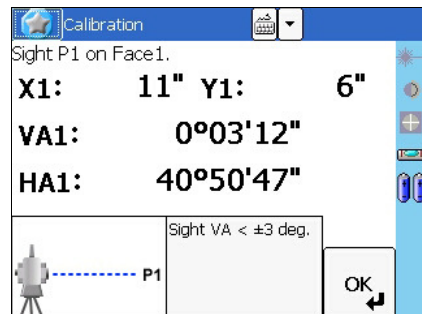 Calibration
Sight P1 on Face1.
X1: 11" Y1: 6"
VA1: 0°03'12"
HA1: 40°50'47"
Sight VA < ±3 deg.
P1
OK